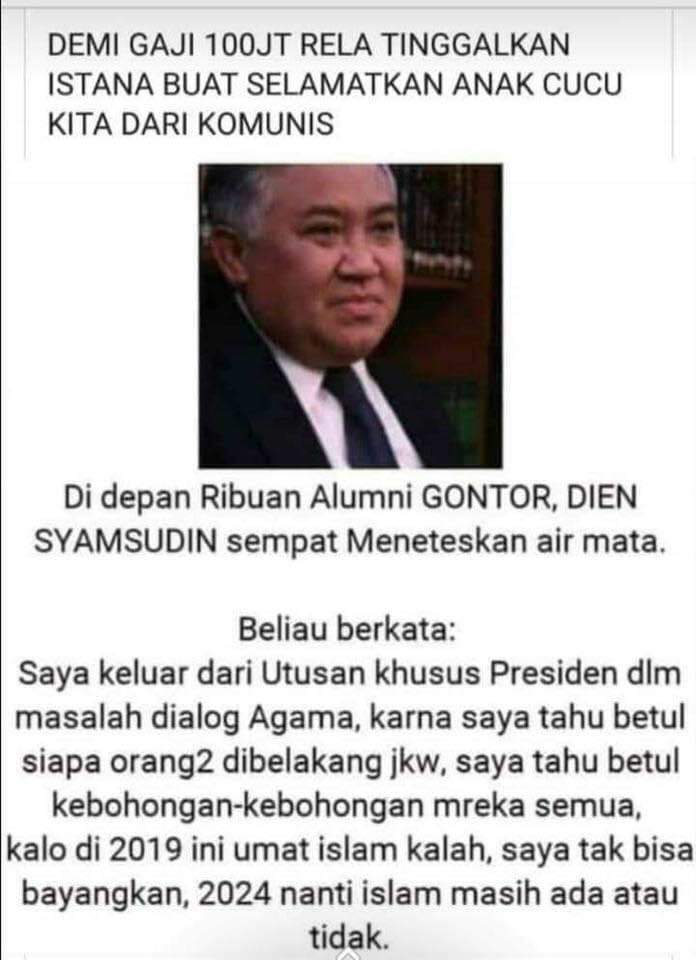 DEMI GAJI 100JT RELA TINGGALKAN
ISTANA BUAT SELAMATKAN ANAK CUCU
KITA DARI KOMUNIS
Di depan Ribuan Alumni GONTOR, DIEN
SYAMSUDIN sempat Meneteskan air mata.
Beliau berkata:
Saya keluar dari Utusan khusus Presiden dlm
masalah dialog Agama, karna saya tahu betul
siapa orang2 dibelakang jkw, saya tahu betul
kebohongan-kebohongan mreka semua,
kalo di 2019 ini umat islam kalah, saya tak bisa
bayangkan, 2024 nanti islam masih ada atau
tidak.